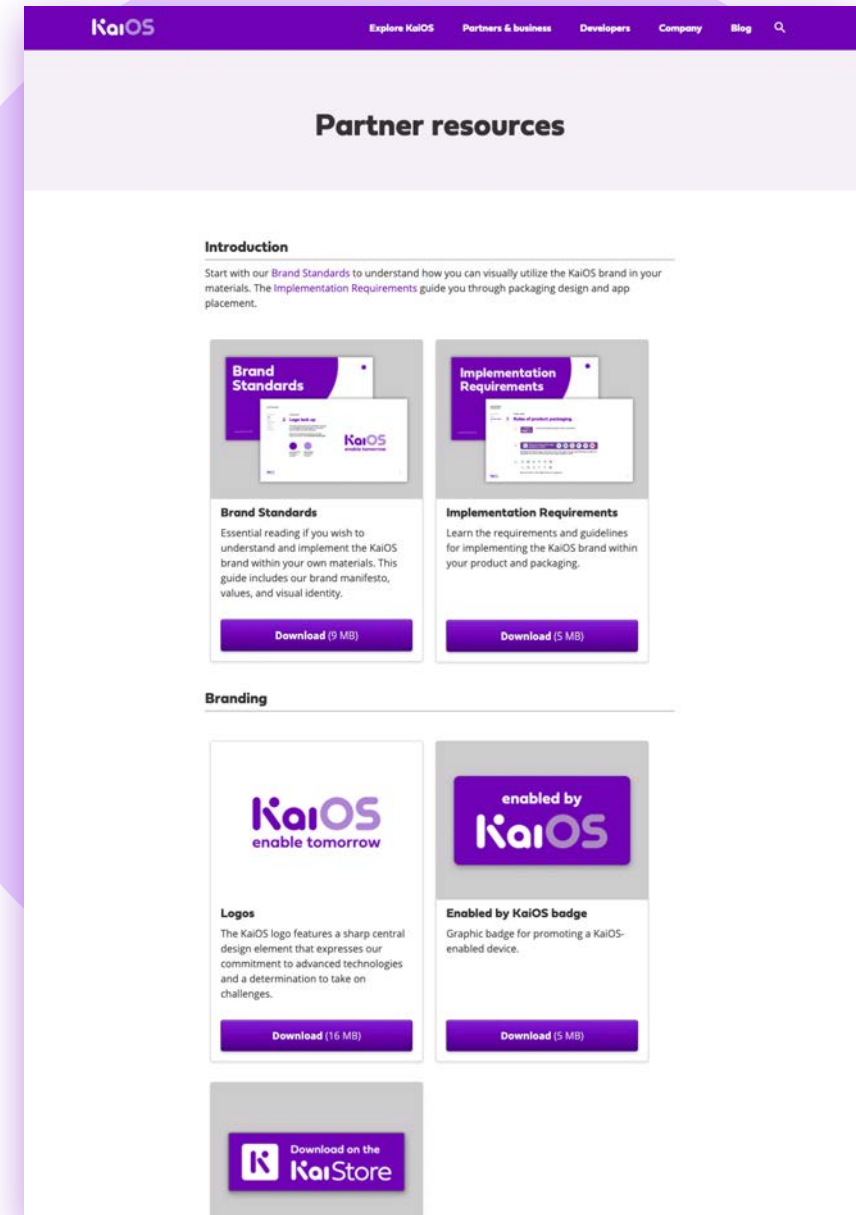 KaiOS
Explore KaiOS Partners & business Developers Company Blog
Partner resources
Introduction
Start with our Brand Standards to understand how you can visually utilize the KaiOS brand in your
materials. The Implementation Requirements guide you through packaging design and app
placement.
Brand
Standards
Logo lock up
KaiOS
enable tomorrow
Implementation
Requirements
Rules of product packaging
Brand Standards
Essential reading if you wish to
understand and implement the KaiOS
brand within your own materials. This
guide includes our brand manifesto,
values, and visual identity.
Download (9 MB)
Implementation Requirements
Learn the requirements and guidelines
for implementing the KaiOS brand within
your product and packaging.
Download (5 MB)
Branding
KaiOS
enable tomorrow
Logos
The KaiOS logo features a sharp central
design element that expresses our
commitment to advanced technologies
and a determination to take on
challenges.
Download (16 MB)
enabled by
KaiOS
Enabled by KaiOS badge
Graphic badge for promoting a KaiOS-
enabled device.
Download (5 MB)
K
Download on the
KaiStore